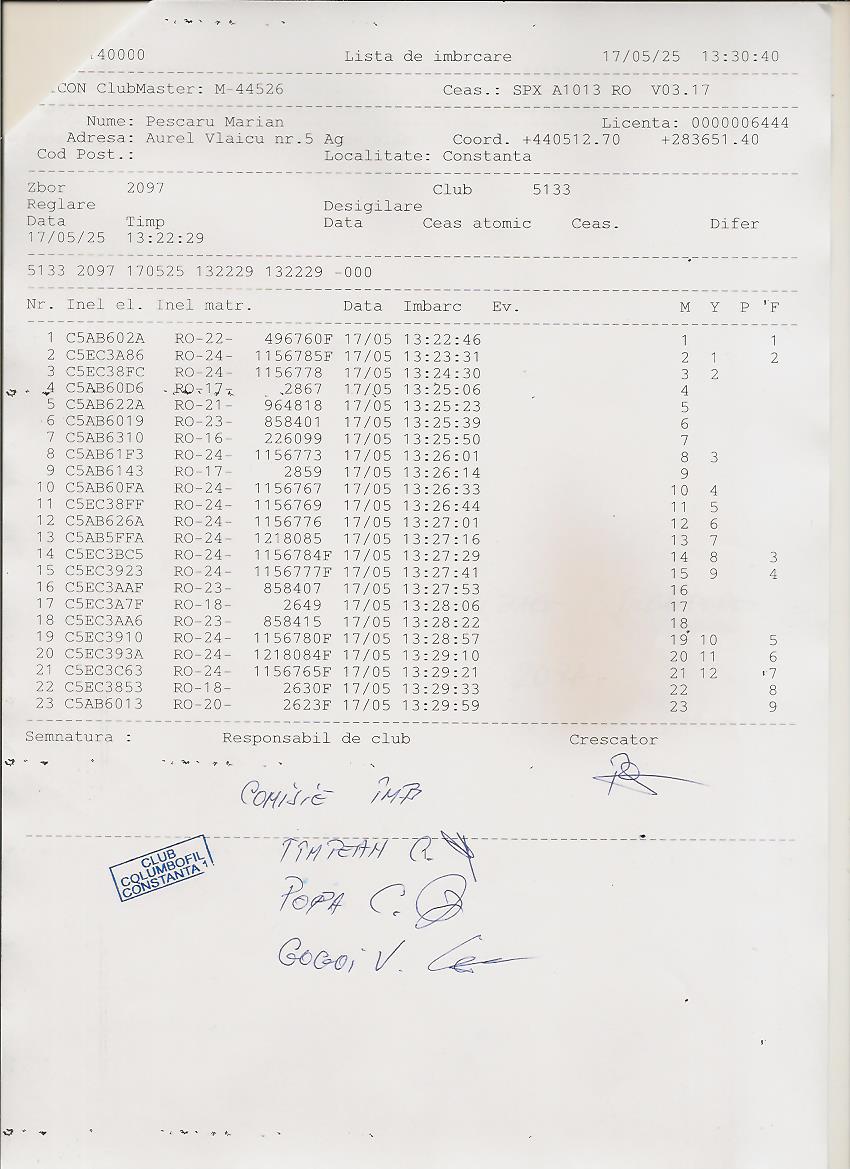 40000 Lista de imbrcare 17/05/25 13:30:40
CON ClubMaster: M-44526 Ceas.: SPX A1013 RO V03.17
Nume: Pescaru Marian Licenta: 0000006444
Adresa: Aurel Vlaicu nr.5 Ag Coord. +440512.70 +283651.40
Cod Post.: Localitate: Constanta
Zbor 2097 Club 5133
Reglare Desigilare
Data Timp Data Ceas atomic Ceas. Difer
17/05/25 13:22:29
5133 2097 170525 132229 132229 -000
Nr. Inel el. Inel matr. Data Imbarc Ev. M Y P F
1 C5AB602A RO-22- 496760F 17/05 13:22:46 1 1
2 C5EC3A86 RO-24- 1156785F 17/05 13:23:31 2 1 2
3 C5EC38FC RO-24- 1156778 17/05 13:24:30 3 2
4 C5AB60D6 RO-17- 2867 17/05 13:25:06 4
5 C5AB622A RO-21- 964818 17/05 13:25:23 5
6 C5AB6019 RO-23- 858401 17/05 13:25:39 6
7 C5AB6310 RO-16- 226099 17/05 13:25:50 7
8 C5AB61F3 RO-24- 1156773 17/05 13:26:01 8 3
9 C5AB6143 RO-17- 2859 17/05 13:26:14 9
10 C5AB60FA RO-24- 1156767 17/05 13:26:33 10 4
11 C5EC38FF RO-24- 1156769 17/05 13:26:44 11 5
12 C5AB626A RO-24- 1156776 17/05 13:27:01 12 6
13 C5AB5FFA RO-24- 1218085 17/05 13:27:16 13 7
14 C5EC3BC5 RO-24- 1156784F 17/05 13:27:29 14 8 3
15 C5EC3923 RO-24- 1156777F 17/05 13:27:41 15 9 4
16 C5EC3AAF RO-23- 858407 17/05 13:27:53 16
17 C5EC3A7F RO-18- 2649 17/05 13:28:06 17
18 C5EC3AA6 RO-23- 858415 17/05 13:28:22 18
19 C5EC3910 RO-24- 1156780F 17/05 13:28:57 19 10 5
20 C5EC393A RO-24- 1218084F 17/05 13:29:10 20 11 6
21 C5EC3C63 RO-24- 1156765F 17/05 13:29:21 21 12 7
22 C5EC3853 RO-18- 2630F 17/05 13:29:33 22 8
23 C5AB6013 RO-20- 2623F 17/05 13:29:59 23 9
Semnatura : Responsabil de club Crescator
COMISIE IMB
TIMPEAN R.
POPA C.
GOGOI V.
CLUB
COLUMBOFIL
CONSTANTA 1